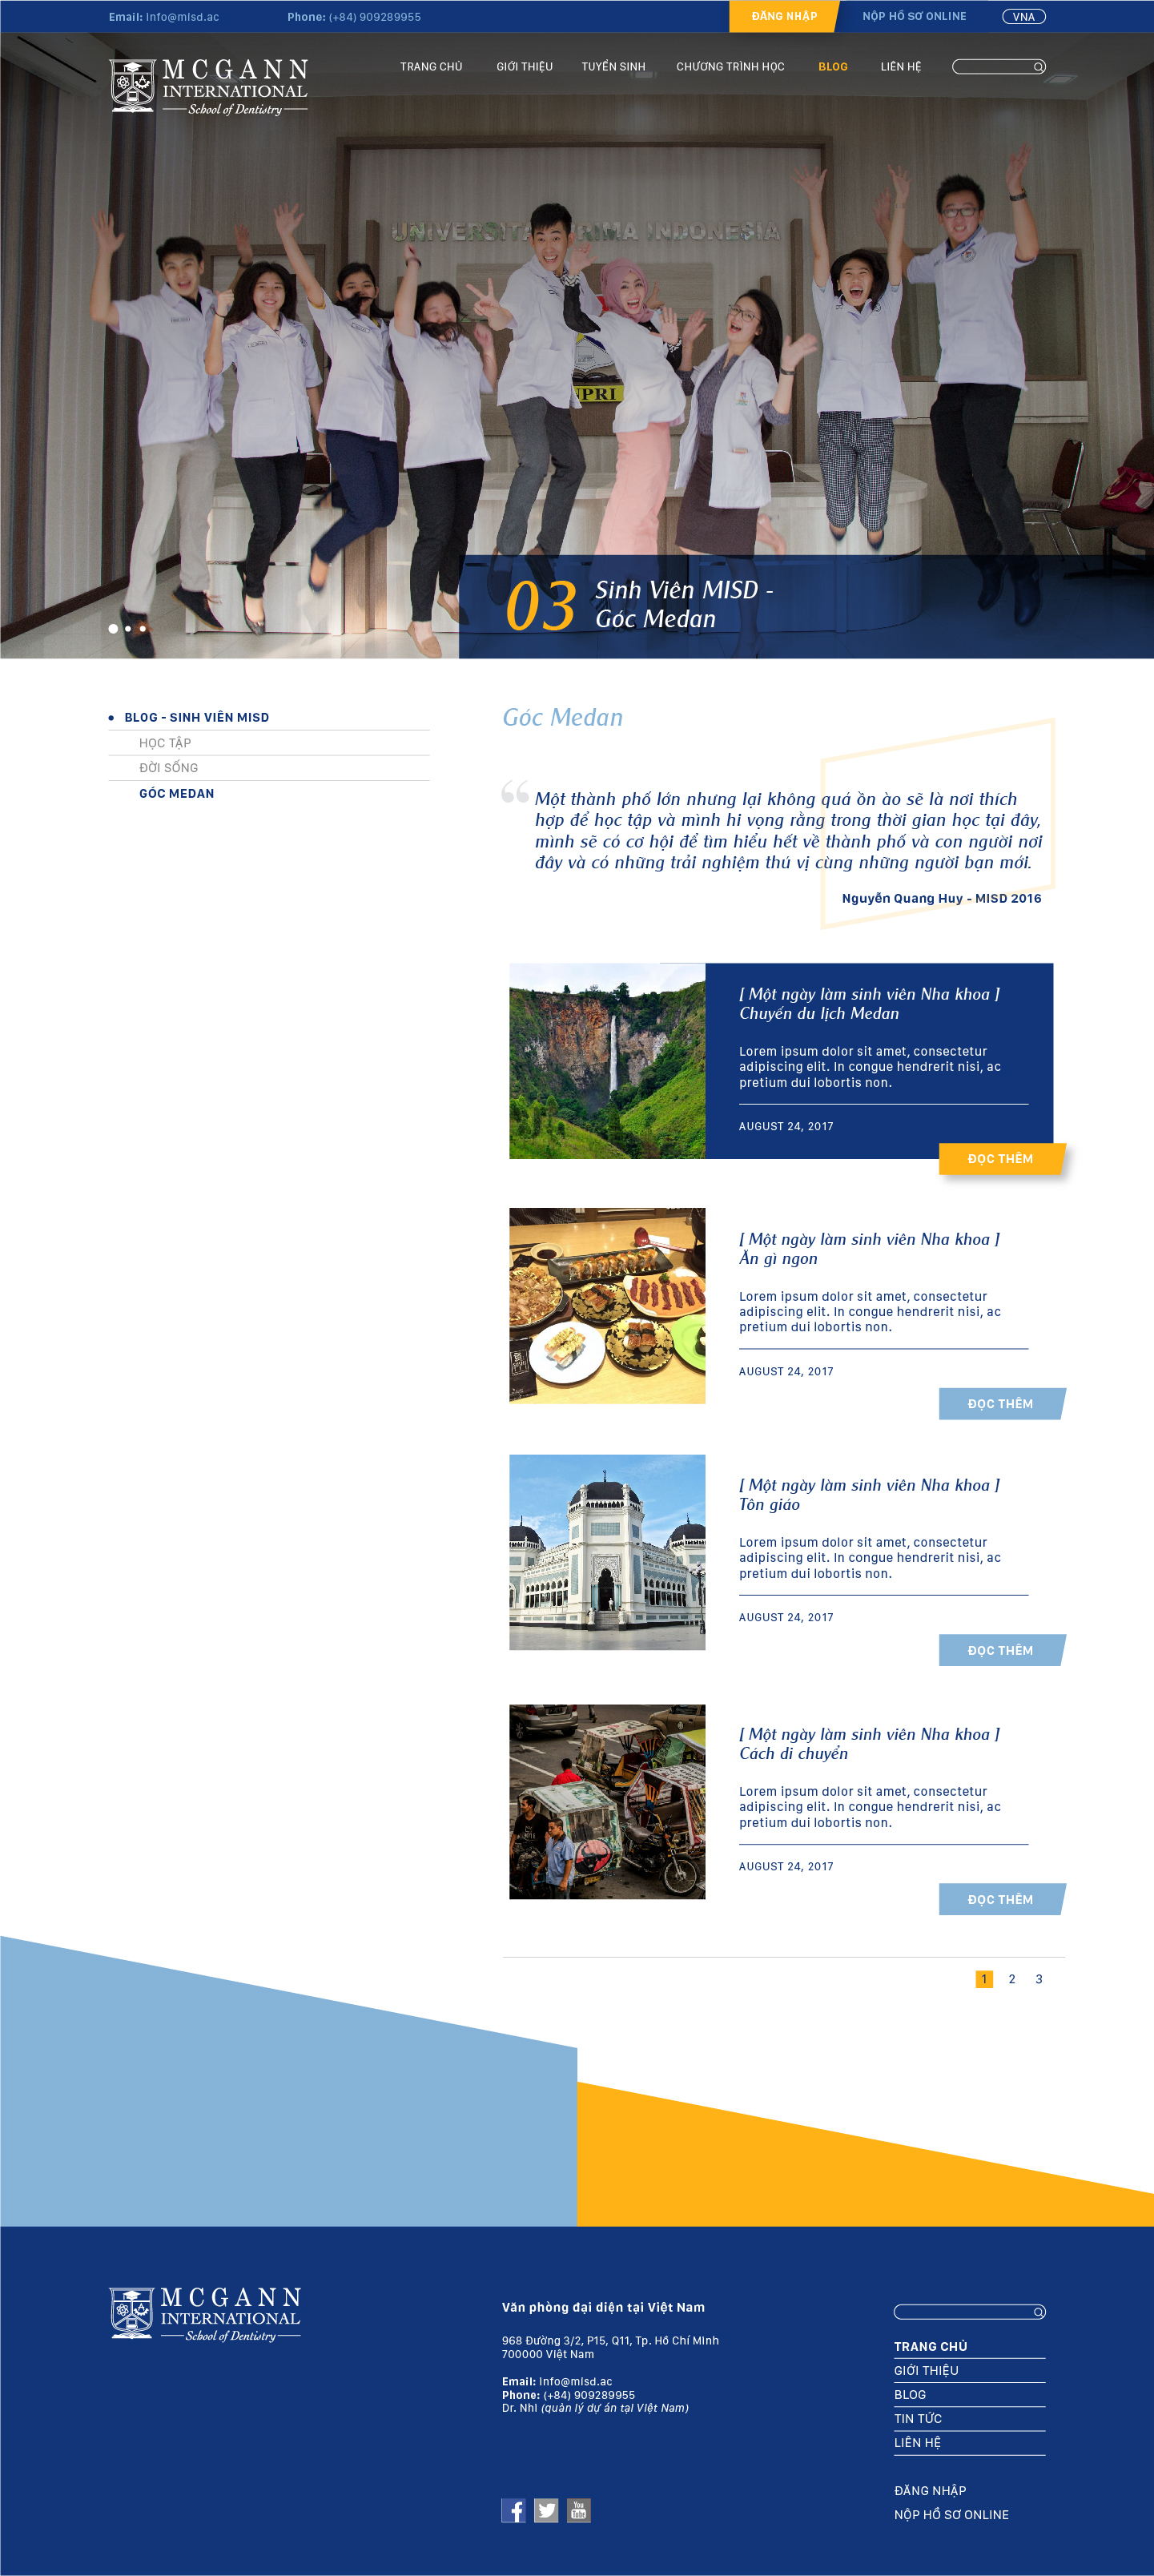 Email: info@misd.ac
Phone: (+84) 909289955
ĐĂNG NHẬP
NỘP HỒ SƠ ONLINE
VNA
MCGANN
INTERNATIONAL
School of Dentistry
TRANG CHỦ
GIỚI THIỆU
TUYỂN SINH
CHƯƠNG TRÌNH HỌC
BLOG
LIÊN HỆ
03
Sinh Viên MISD -
Góc Medan
BLOG - SINH VIÊN MISD
HỌC TẬP
ĐỜI SỐNG
GÓC MEDAN
Góc Medan
“ Một thành phố lớn nhưng lại không quá ồn ào sẽ là nơi thích
hợp để học tập và mình hi vọng rằng trong thời gian học tại đây,
mình sẽ có cơ hội để tìm hiểu hết về thành phố và con người nơi
đây và có những trải nghiệm thú vị cùng những người bạn mới.
Nguyễn Quang Huy - MISD 2016
[ Một ngày làm sinh viên Nha khoa ]
Chuyến du lịch Medan
Lorem ipsum dolor sit amet, consectetur
adipiscing elit. In congue hendrerit nisi, ac
pretium dui lobortis non.
AUGUST 24, 2017
ĐỌC THÊM
[ Một ngày làm sinh viên Nha khoa ]
Ăn gì ngon
Lorem ipsum dolor sit amet, consectetur
adipiscing elit. In congue hendrerit nisi, ac
pretium dui lobortis non.
AUGUST 24, 2017
ĐỌC THÊM
[ Một ngày làm sinh viên Nha khoa ]
Tôn giáo
Lorem ipsum dolor sit amet, consectetur
adipiscing elit. In congue hendrerit nisi, ac
pretium dui lobortis non.
AUGUST 24, 2017
ĐỌC THÊM
[ Một ngày làm sinh viên Nha khoa ]
Cách di chuyển
Lorem ipsum dolor sit amet, consectetur
adipiscing elit. In congue hendrerit nisi, ac
pretium dui lobortis non.
AUGUST 24, 2017
ĐỌC THÊM
1 2 3
MCGANN
INTERNATIONAL
School of Dentistry
Văn phòng đại diện tại Việt Nam
968 Đường 3/2, P15, Q11, Tp. Hồ Chí Minh
700000 Việt Nam
Email: info@misd.ac
Phone: (+84) 909289955
Dr. Nhi (quản lý dự án tại Việt Nam)
You
Tube
TRANG CHỦ
GIỚI THIỆU
BLOG
TIN TỨC
LIÊN HỆ
ĐĂNG NHẬP
NỘP HỒ SƠ ONLINE